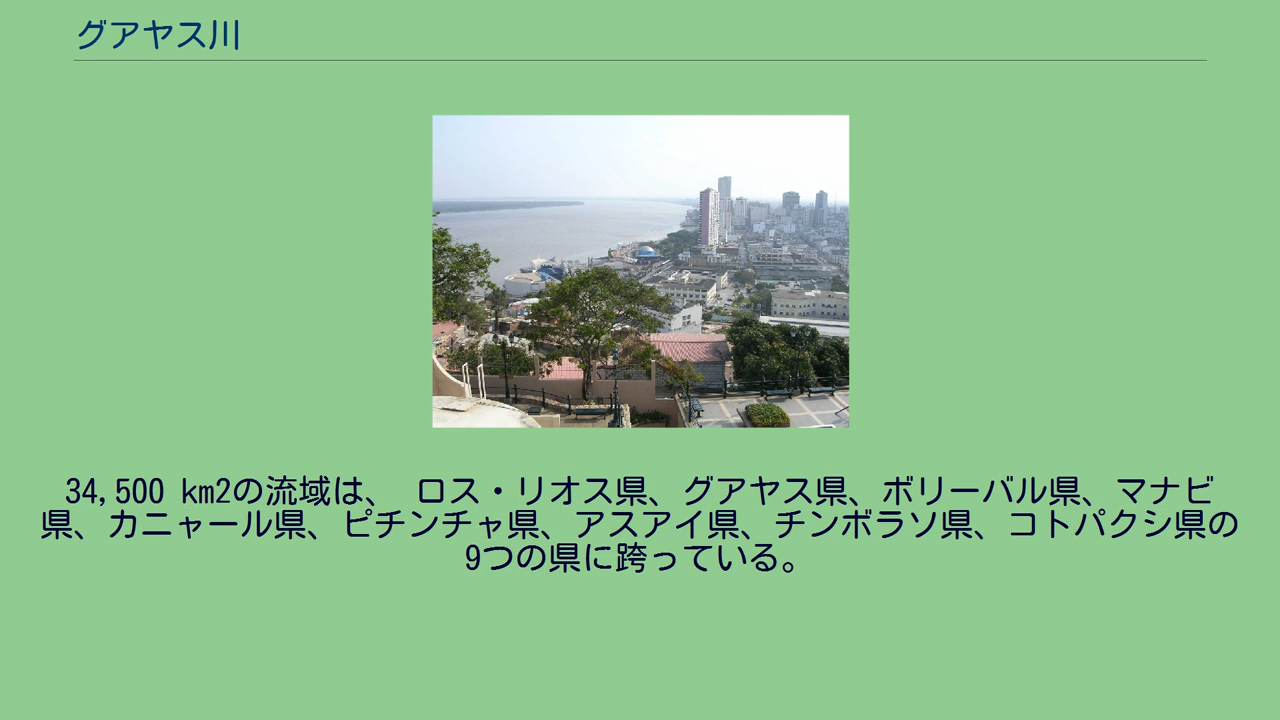 グアヤス川
34,500 km2の流域は、 ロス・リオス県、グアヤス県、ボリーバル県、マナビ
県、カニャール県、ピチンチャ県、アスアイ県、チンボラソ県、コトパクシ県の
9つの県に跨っている。